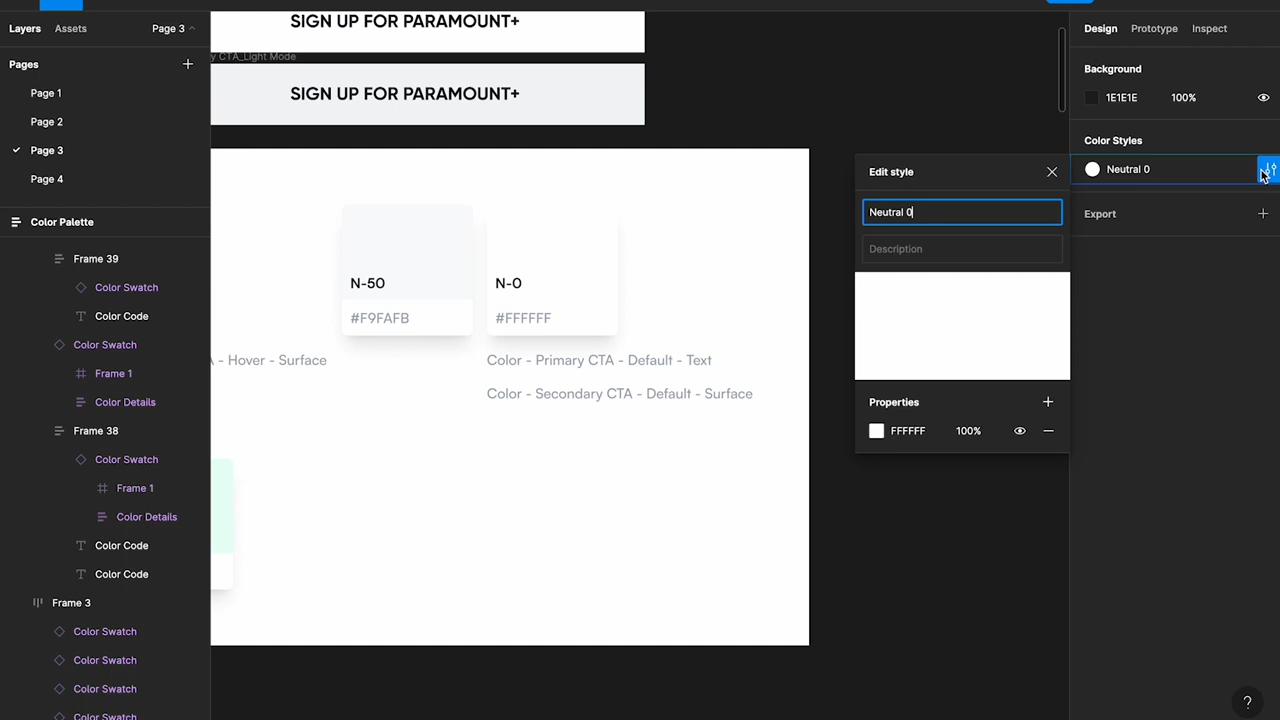 Layers Assets Page 3
Pages
Page 1
Page 2
Page 3
Page 4
Color Palette
Frame 39
Color Swatch
Color Code
Color Swatch
Frame 1
Color Details
Frame 38
Color Swatch
Frame 1
Color Details
Color Code
Color Code
Frame 3
Color Swatch
Color Swatch
Color Swatch
Color Swatch
SIGN UP FOR PARAMOUNT+
y CTA_Light Mode
SIGN UP FOR PARAMOUNT+
N-50
#F9FAFB
N-0
#FFFFFF
A - Hover - Surface
Color - Primary CTA - Default - Text
Color - Secondary CTA - Default - Surface
Edit style
Neutral 0
Description
Properties
FFFFFF 100%
Design Prototype Inspect
Background
1E1E1E 100%
Color Styles
Neutral 0
Export
?